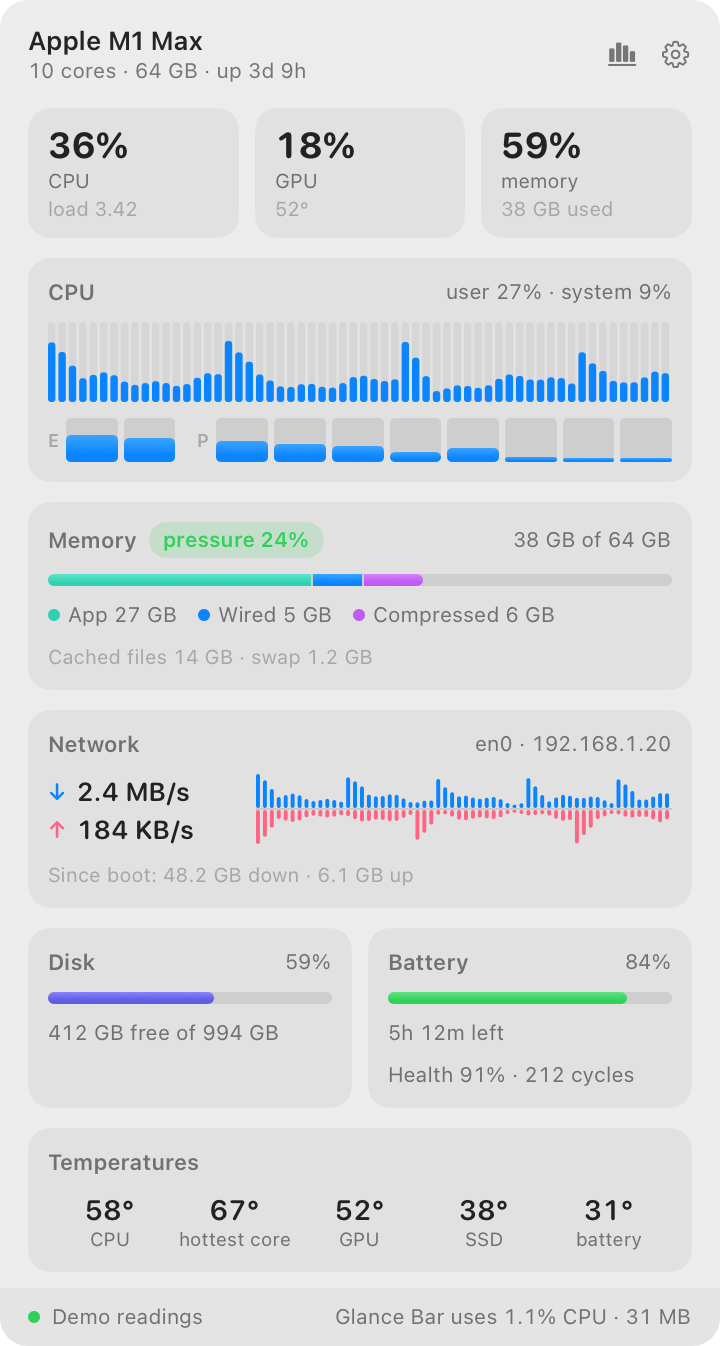 Apple M1 Max
10 cores · 64 GB · up 3d 9h
36%
CPU
load 3.42
18%
GPU
52°
59%
memory
38 GB used
CPU
user 27% · system 9%
E
P
Memory
pressure 24%
38 GB of 64 GB
App 27 GB
Wired 5 GB
Compressed 6 GB
Cached files 14 GB · swap 1.2 GB
Network
en0 · 192.168.1.20
↓ 2.4 MB/s
↑ 184 KB/s
Since boot: 48.2 GB down · 6.1 GB up
Disk
59%
412 GB free of 994 GB
Battery
84%
5h 12m left
Health 91% · 212 cycles
Temperatures
58°
CPU
67°
hottest core
52°
GPU
38°
SSD
31°
battery
Demo readings
Glance Bar uses 1.1% CPU · 31 MB